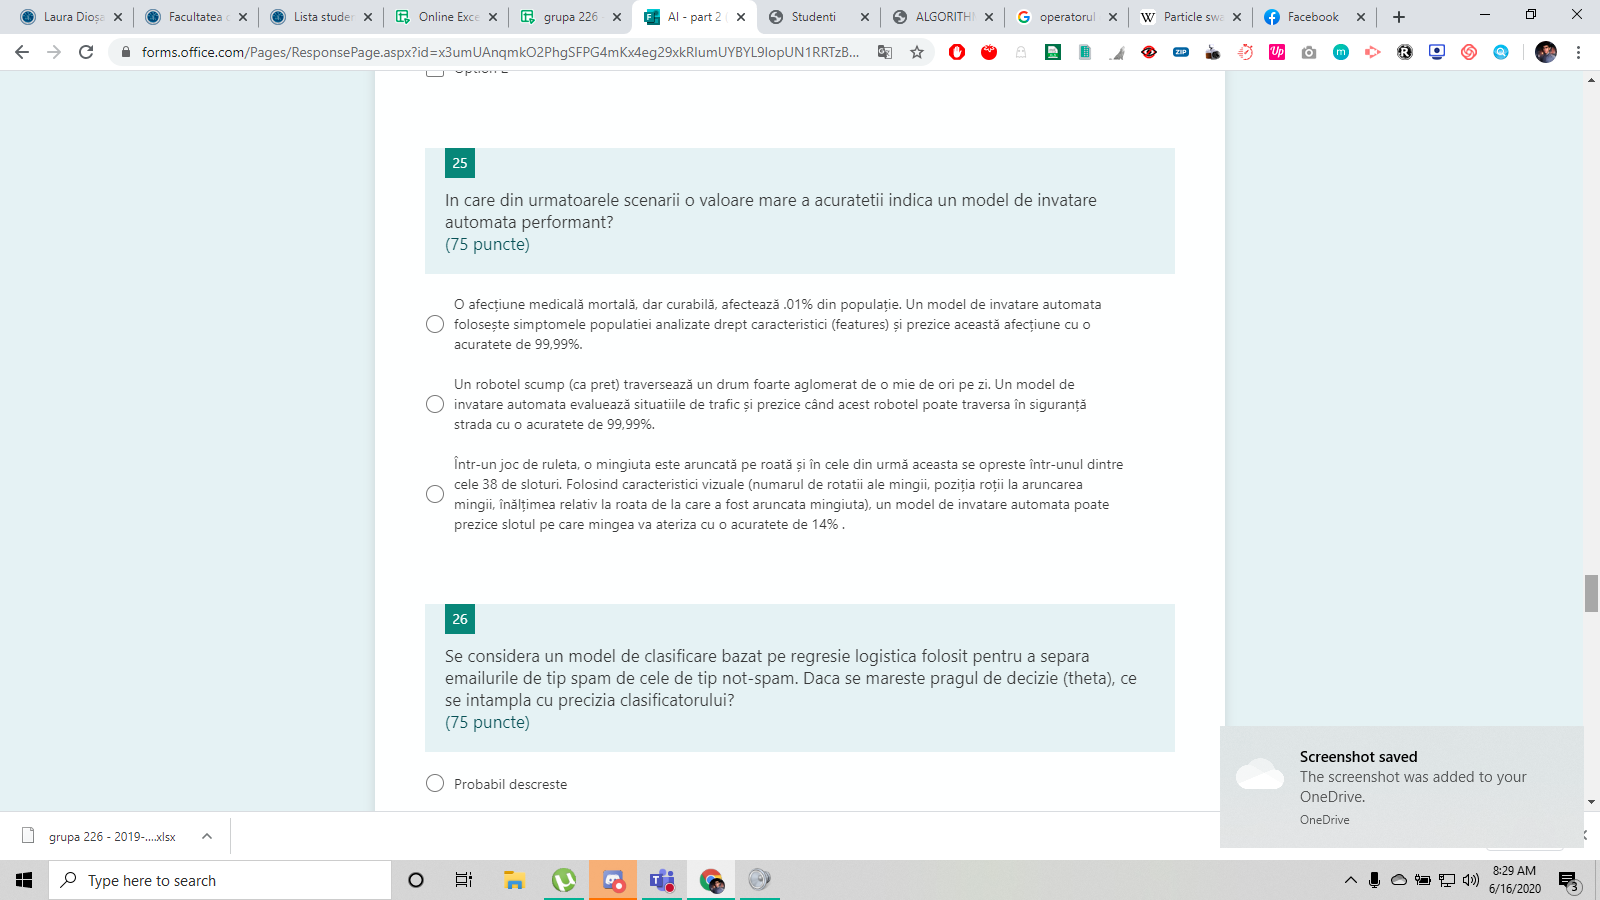 Laura Dioșa
Facultatea d
Lista studer
Online Exce
grupa 226 -
AI - part 2 (
Studenti
ALGORITHM
operatorul
Particle swa
Facebook
forms.office.com/Pages/ResponsePage.aspx?id=x3umUAnqmkO2PhgSFPG4mKx4eg29xkRIumUYBYL9IopUN1RRTzB...
25
In care din urmatoarele scenarii o valoare mare a acuratetii indica un model de invatare
automata performant?
(75 puncte)
O afecțiune medicală mortală, dar curabilă, afectează .01% din populație. Un model de invatare automata
folosește simptomele populatiei analizate drept caracteristici (features) și prezice această afecțiune cu o
acuratete de 99,99%.
Un robotel scump (ca pret) traversează un drum foarte aglomerat de o mie de ori pe zi. Un model de
invatare automata evaluează situatiile de trafic și prezice când acest robotel poate traversa în siguranță
strada cu o acuratete de 99,99%.
Într-un joc de ruleta, o mingiuta este aruncată pe roată și în cele din urmă aceasta se opreste într-unul dintre
cele 38 de sloturi. Folosind caracteristici vizuale (numarul de rotatii ale mingii, poziția roții la aruncarea
mingii, înălțimea relativ la roata de la care a fost aruncata mingiuta), un model de invatare automata poate
prezice slotul pe care mingea va ateriza cu o acuratete de 14% .
26
Se considera un model de clasificare bazat pe regresie logistica folosit pentru a separa
emailurile de tip spam de cele de tip not-spam. Daca se mareste pragul de decizie (theta), ce
se intampla cu precizia clasificatorului?
(75 puncte)
Probabil descreste
Screenshot saved
The screenshot was added to your
OneDrive.
OneDrive
grupa 226 - 2019-....xlsx
Type here to search
8:29 AM
6/16/2020
3